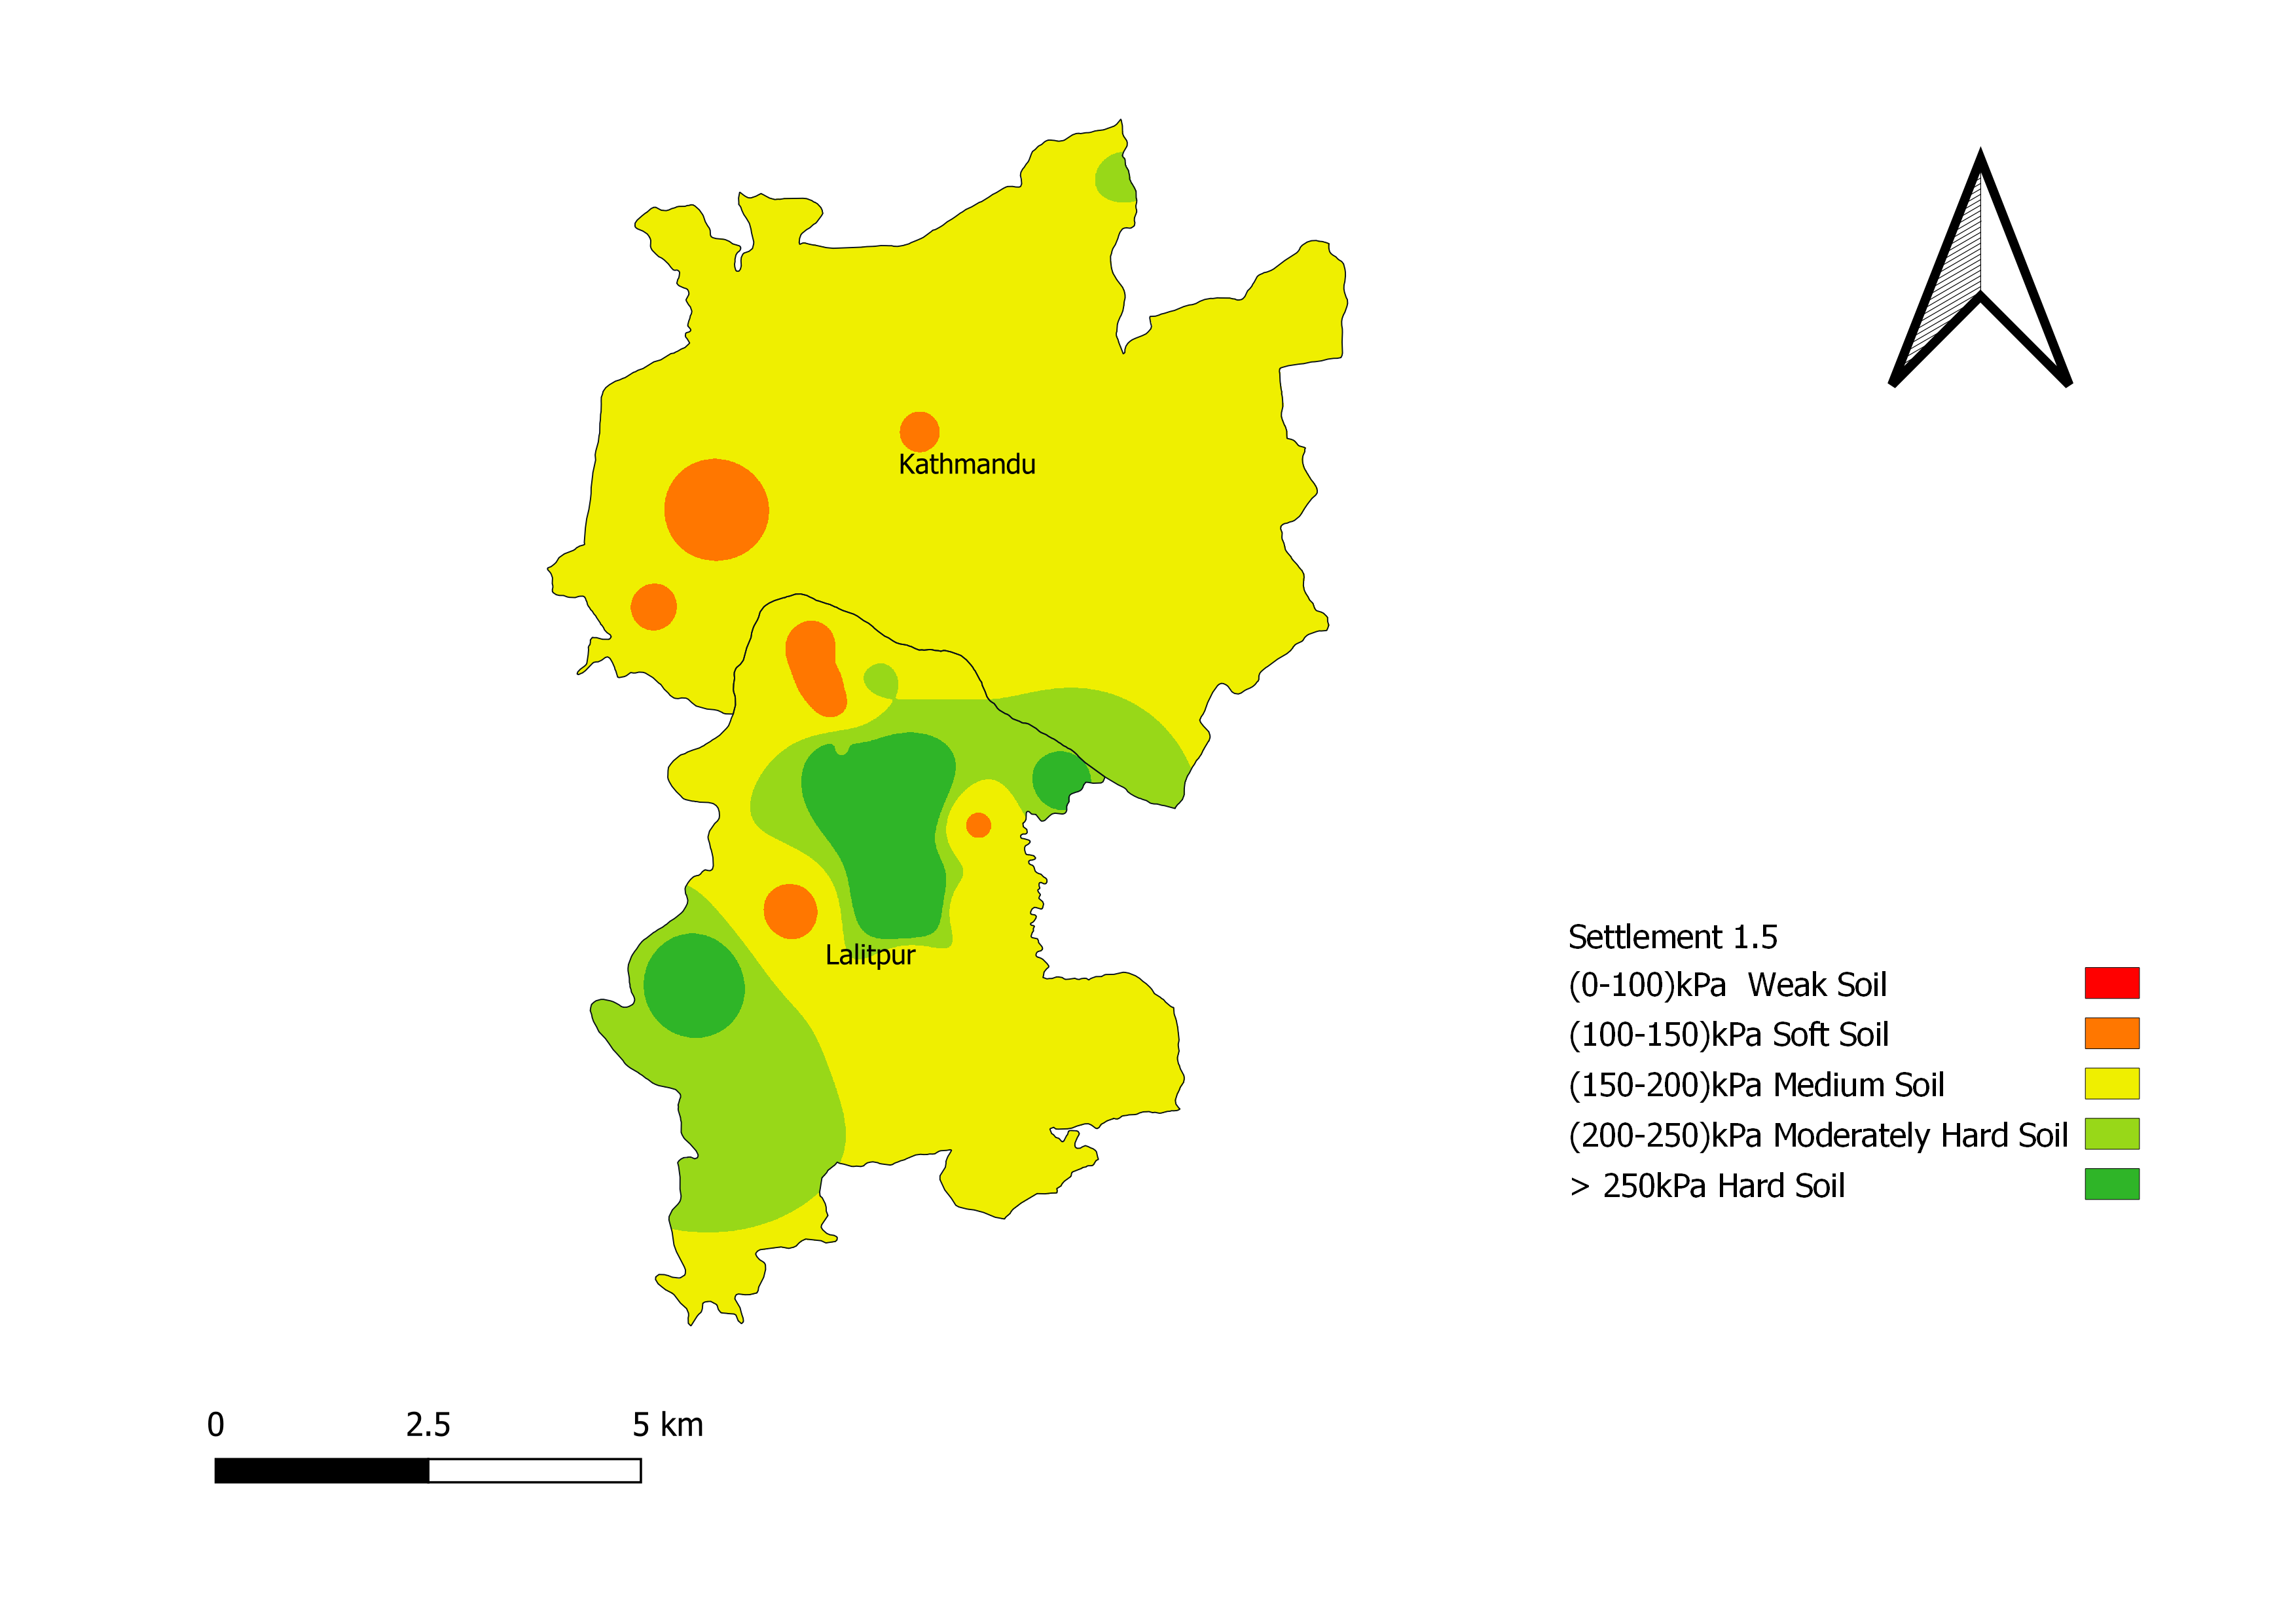 Kathmandu
Lalitpur
Settlement 1.5
(0-100)kPa  Weak Soil
(100-150)kPa Soft Soil
(150-200)kPa Medium Soil
(200-250)kPa Moderately Hard Soil
> 250kPa Hard Soil
0 2.5 5 km